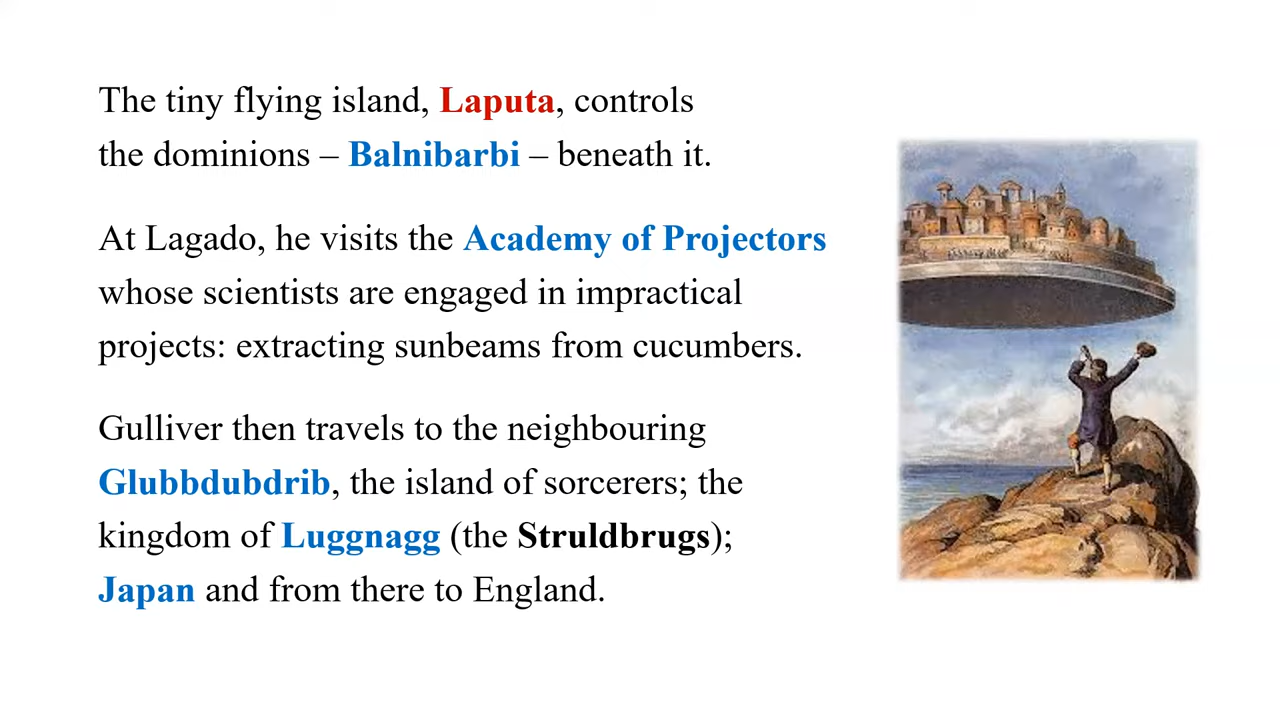 The tiny flying island, Laputa, controls
the dominions – Balnibarbi – beneath it.
At Lagado, he visits the Academy of Projectors
whose scientists are engaged in impractical
projects: extracting sunbeams from cucumbers.
Gulliver then travels to the neighbouring
Glubbdubdrib, the island of sorcerers; the
kingdom of Luggnagg (the Struldbrugs);
Japan and from there to England.